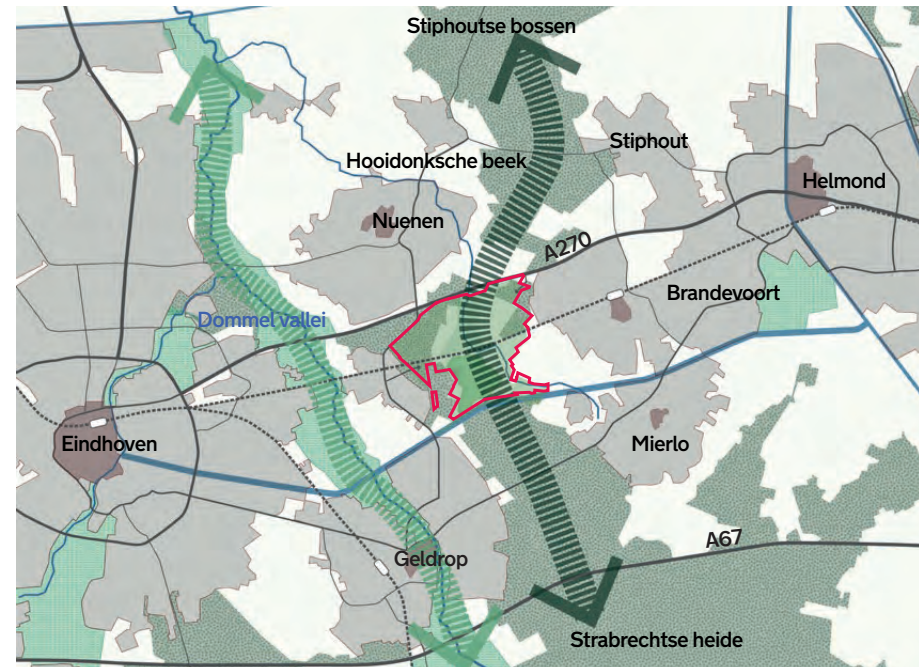 Stiphoutse bossen
Stiphout
Hooidonksche beek
Helmond
Nuenen
A270
Brandevoort
Dommel vallei
Eindhoven
Mierlo
A67
Geldrop
Strabrechtse heide